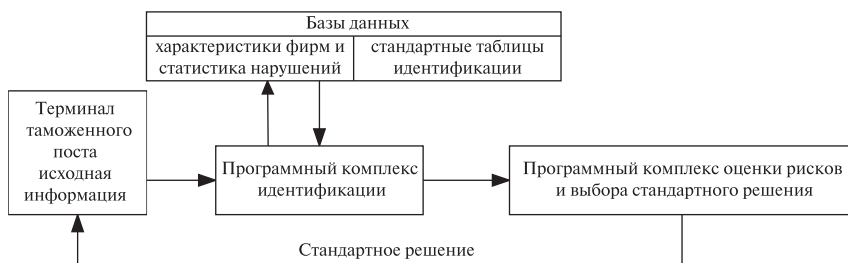 Базы данных
характеристики фирм и
статистика нарушений
стандартные таблицы
идентификации
Терминал
таможенного
поста
исходная
информация
Программный комплекс
идентификации
Программный комплекс оценки рисков
и выбора стандартного решения
Стандартное решение